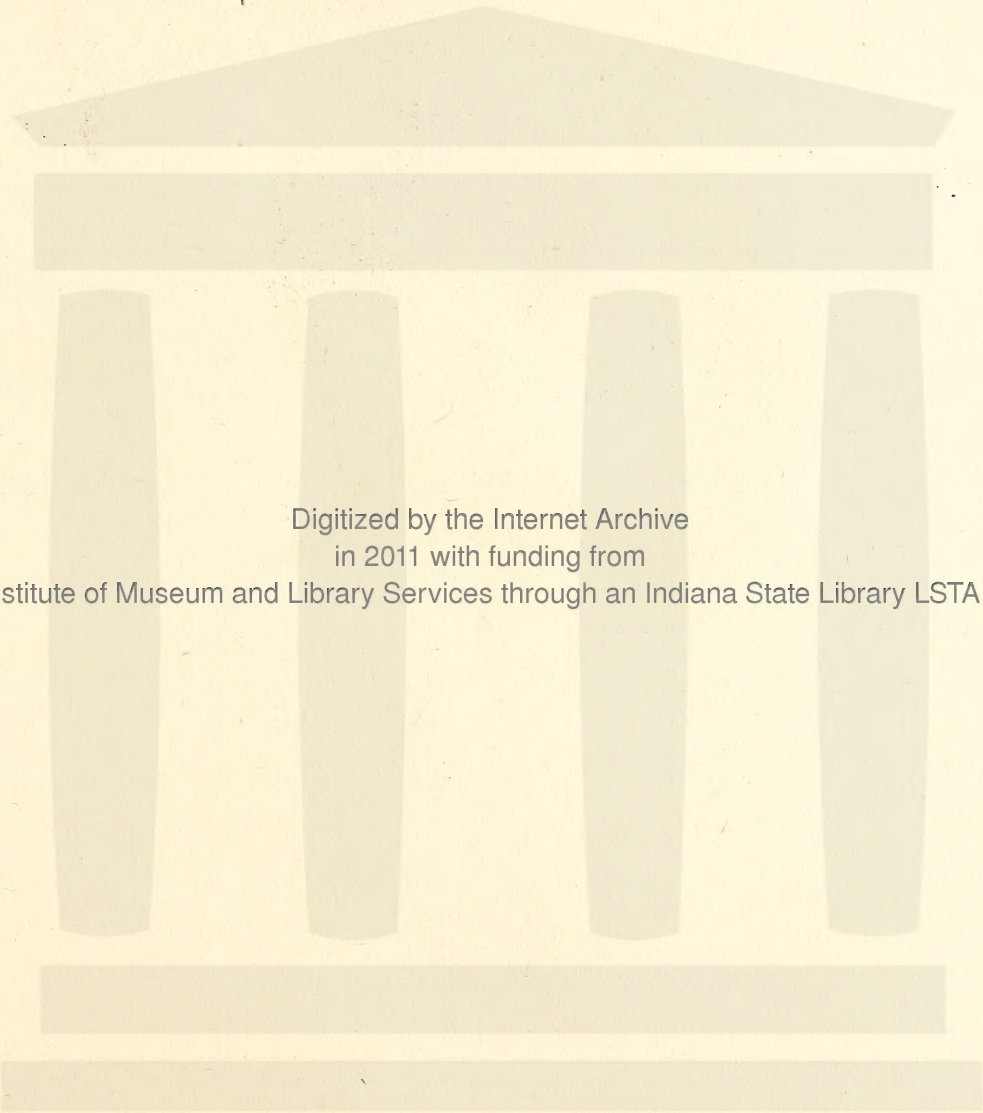 Digitized by the Internet Archive
in 2011 with funding from
stitute of Museum and Library Services through an Indiana State Library LSTA